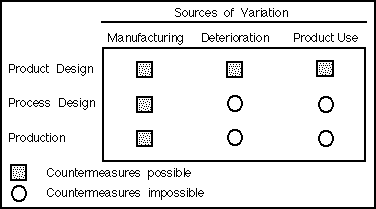 Sources of Variation
Manufacturing Deterioration Product Use
Product Design
Process Design
Production
Countermeasures possible
Countermeasures impossible